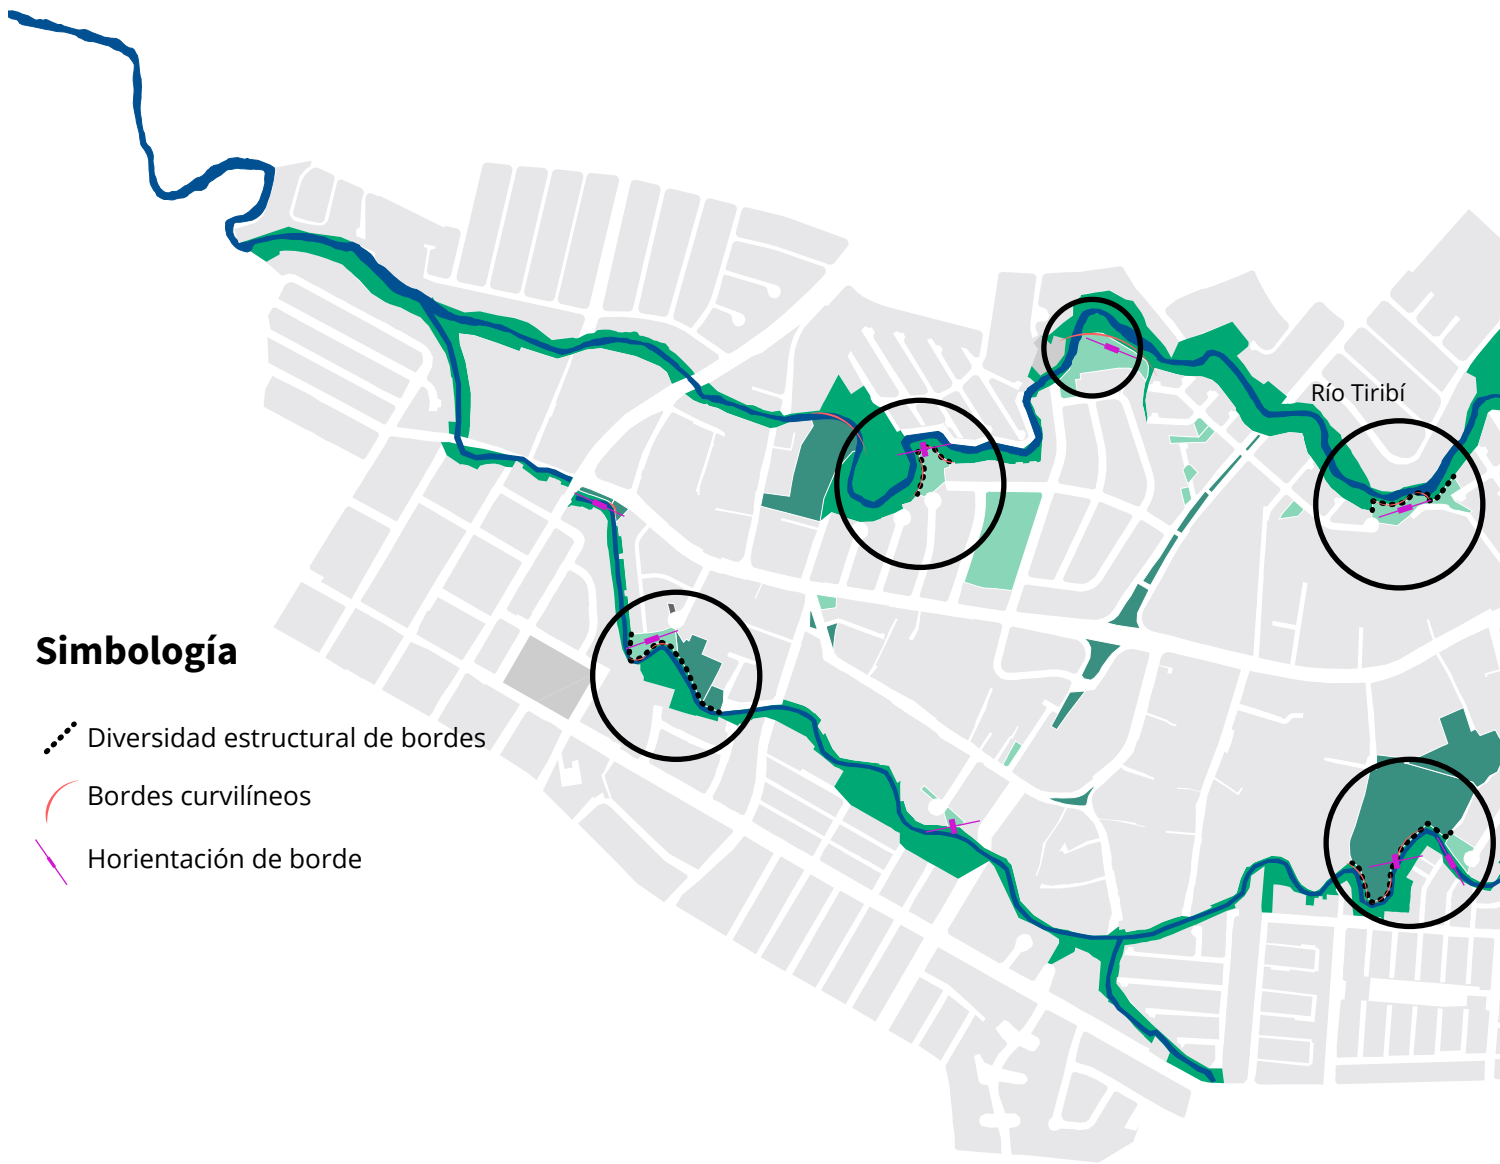 Río Tiribí
Simbología
Diversidad estructural de bordes
Bordes curvilíneos
Horientación de borde